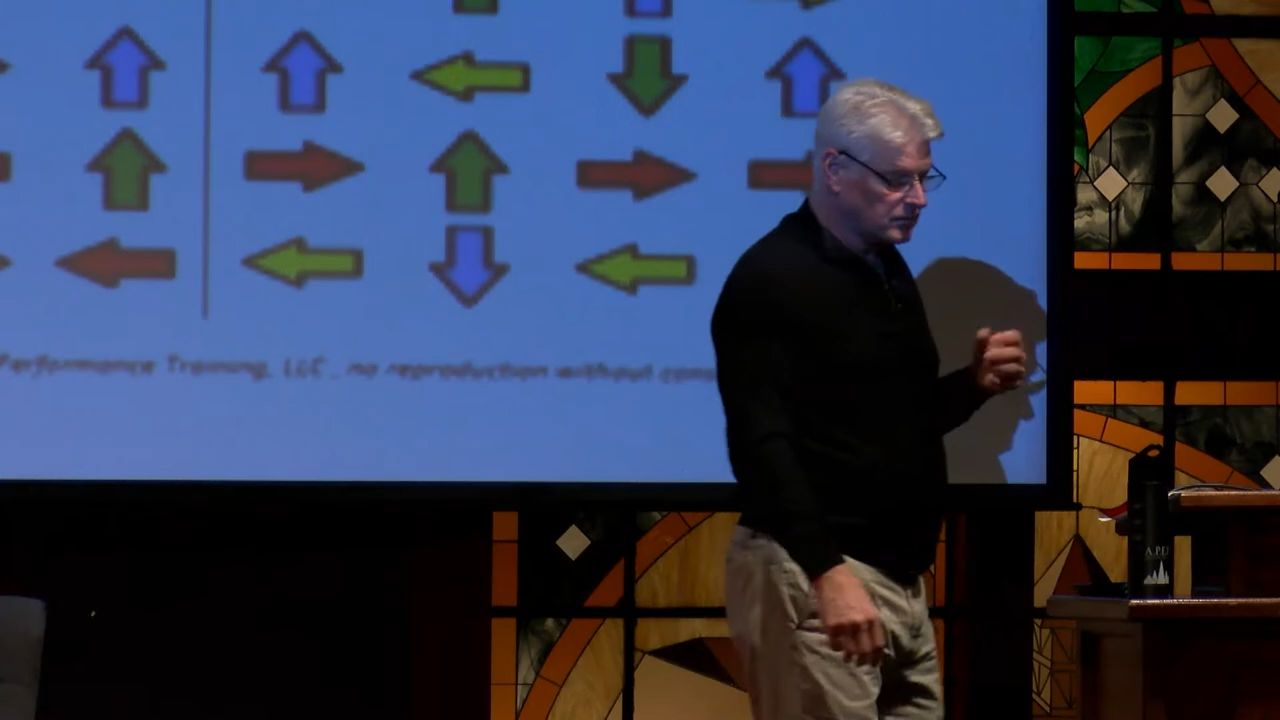 Performance Training, LLC, no reproduction without
A.P.D